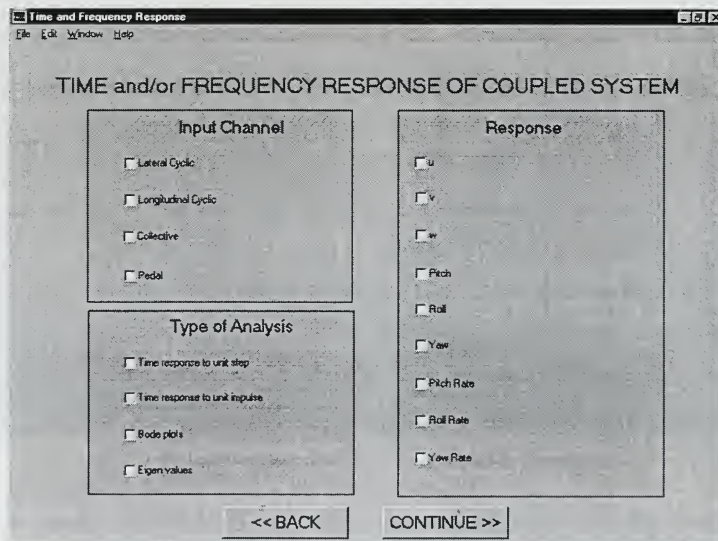 Time and Frequency Response
File Edit Window Help
TIME and/or FREQUENCY RESPONSE OF COUPLED SYSTEM
Input Channel
Lateral Cyclic
Longitudinal Cyclic
Collective
Pedal
Type of Analysis
Time response to unit step
Time response to unit impulse
Bode plots
Eigen values
Response
u
v
w
Pitch
Roll
Yaw
Pitch Rate
Roll Rate
Yaw Rate
<< BACK
CONTINUE >>